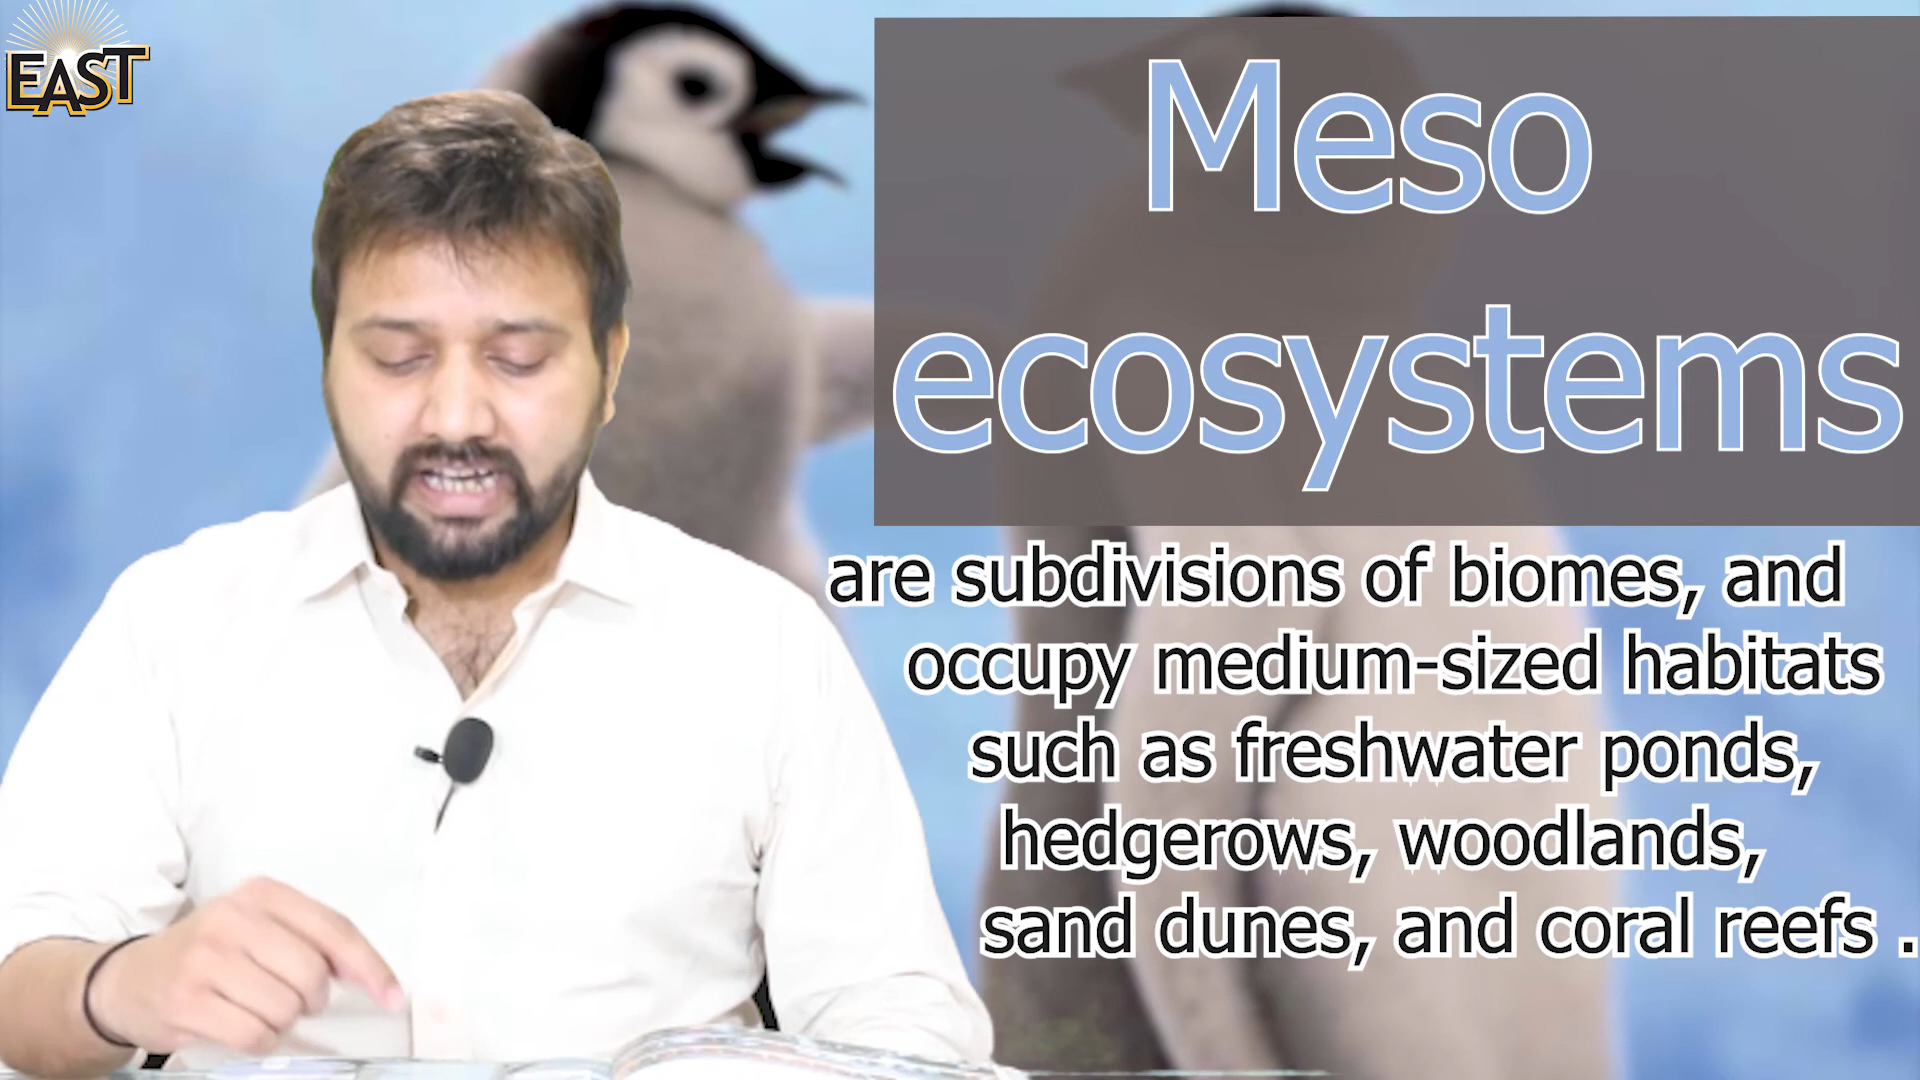 EAST
Meso
ecosystems
are subdivisions of biomes, and
occupy medium-sized habitats
such as freshwater ponds,
hedgerows, woodlands,
sand dunes, and coral reefs .